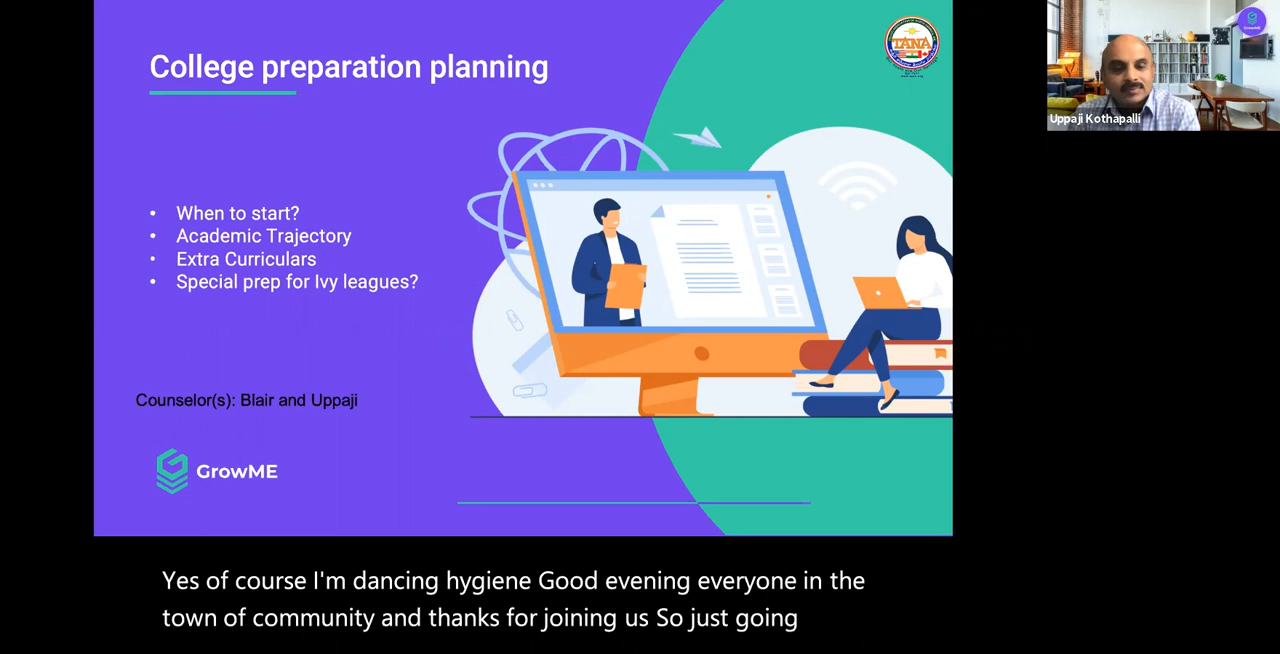 College preparation planning
TANA
• When to start?
• Academic Trajectory
• Extra Curriculars
• Special prep for Ivy leagues?
Counselor(s): Blair and Uppaji
GrowME
GrowME
Uppaji Kothapalli
Yes of course I'm dancing hygiene Good evening everyone in the
town of community and thanks for joining us So just going